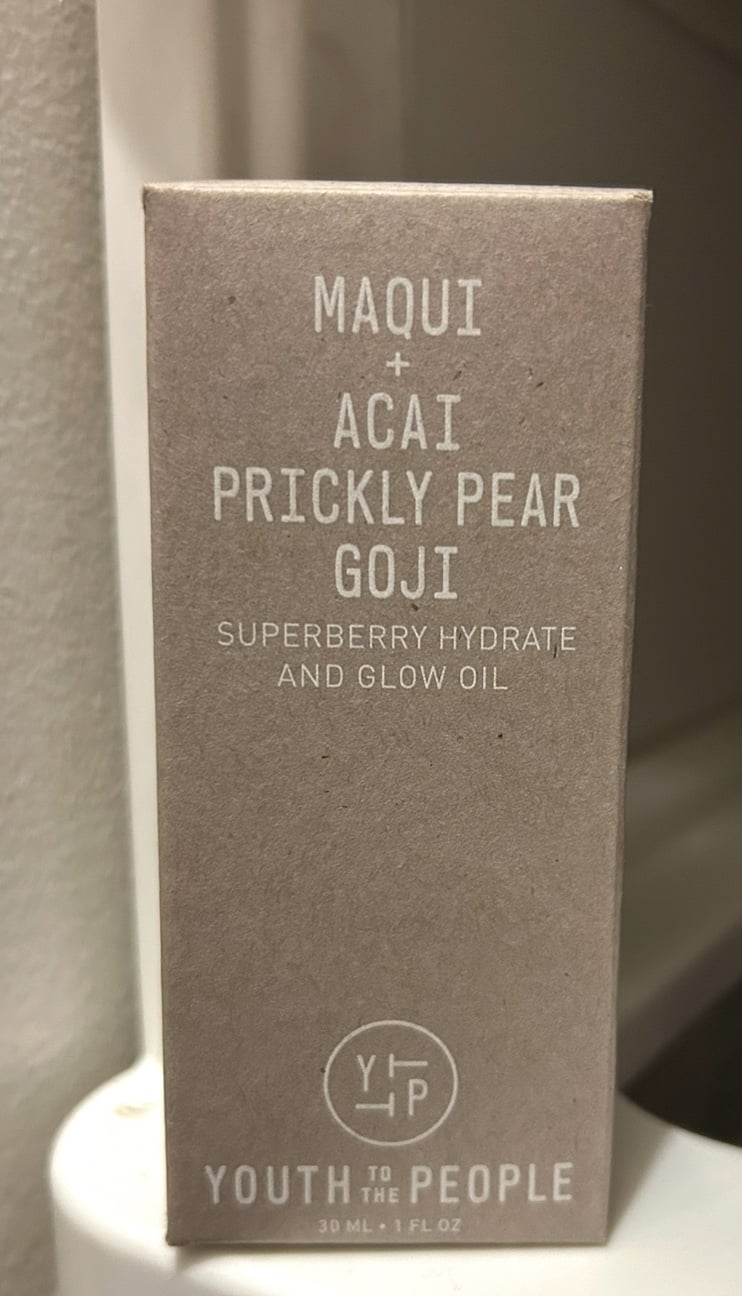 MAQUI
+
ACAI
PRICKLY PEAR
GOJI
SUPERBERRY HYDRATE
AND GLOW OIL
YTTP
YOUTH TO THE PEOPLE
30 ML • 1 FL OZ